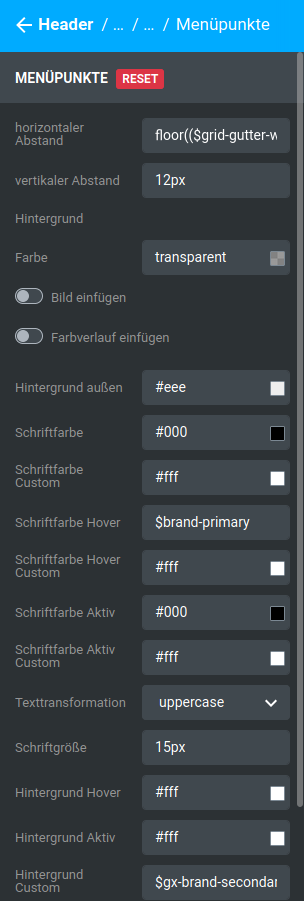 Header / ... / ... / Menüpunkte
MENÜPUNKTE RESET
horizontaler
Abstand
floor(($grid-gutter-w
vertikaler Abstand 12px
Hintergrund
Farbe transparent
Bild einfügen
Farbverlauf einfügen
Hintergrund außen #eee
Schriftfarbe #000
Schriftfarbe
Custom
#fff
Schriftfarbe Hover $brand-primary
Schriftfarbe Hover
Custom
#fff
Schriftfarbe Aktiv #000
Schriftfarbe Aktiv
Custom
#fff
Texttransformation uppercase
Schriftgröße 15px
Hintergrund Hover #fff
Hintergrund Aktiv #fff
Hintergrund
Custom
$gx-brand-secondar